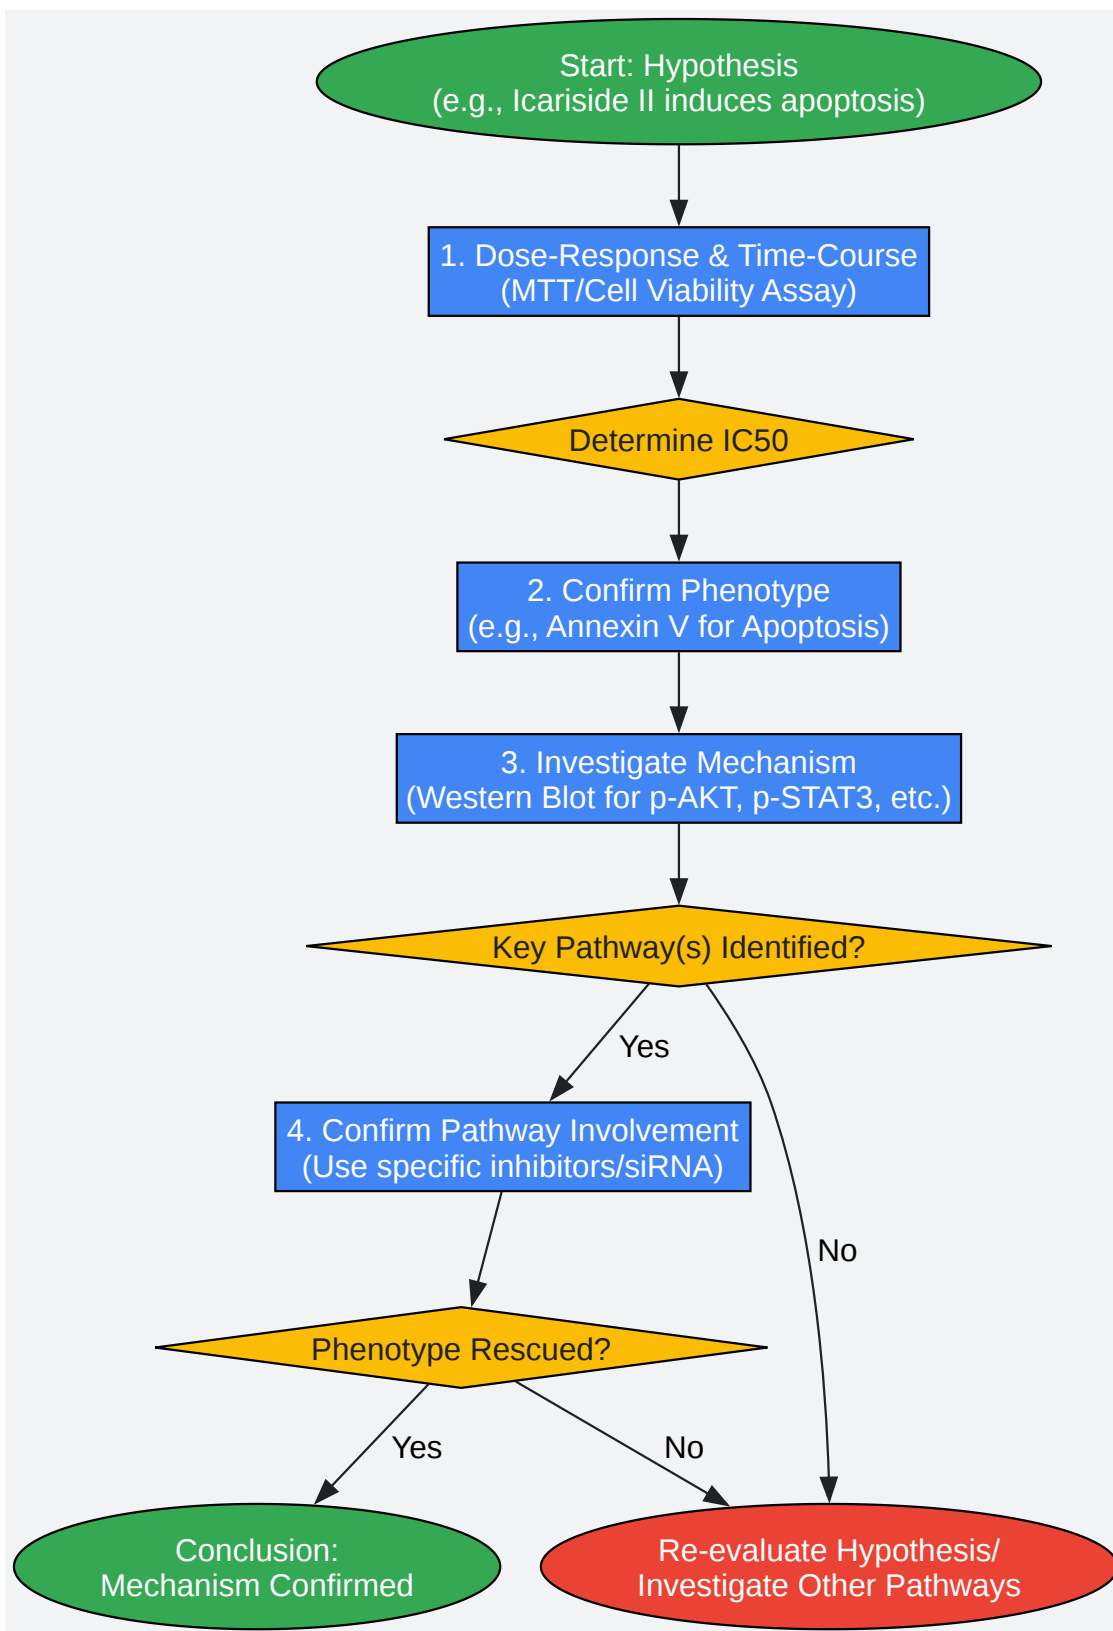 Start: Hypothesis
(e.g., Icariside II induces apoptosis)
1. Dose-Response & Time-Course
(MTT/Cell Viability Assay)
Determine IC50
2. Confirm Phenotype
(e.g., Annexin V for Apoptosis)
3. Investigate Mechanism
(Western Blot for p-AKT, p-STAT3, etc.)
Key Pathway(s) Identified?
Yes
4. Confirm Pathway Involvement
(Use specific inhibitors/siRNA)
No
Phenotype Rescued?
Yes
No
Conclusion:
Mechanism Confirmed
Re-evaluate Hypothesis/
Investigate Other Pathways